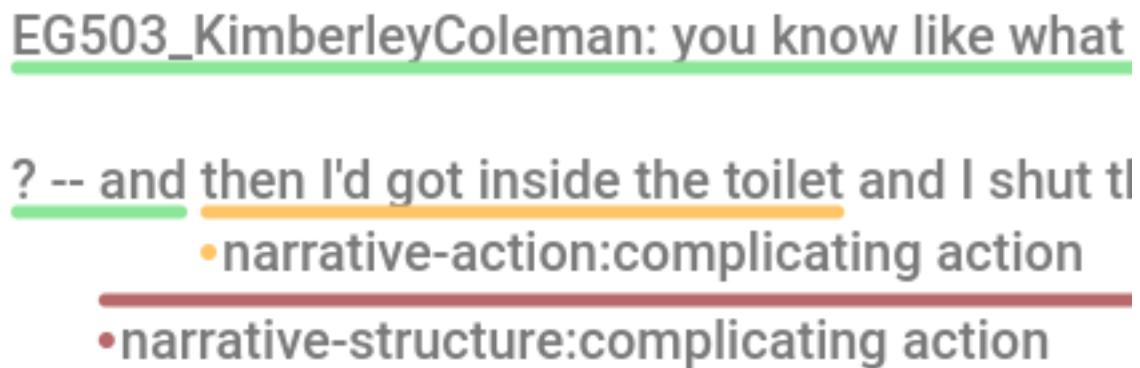 EG503_KimberleyColeman: you know like what
? -- and then I'd got inside the toilet and I shut
•narrative-action:complicating action
•narrative-structure:complicating action